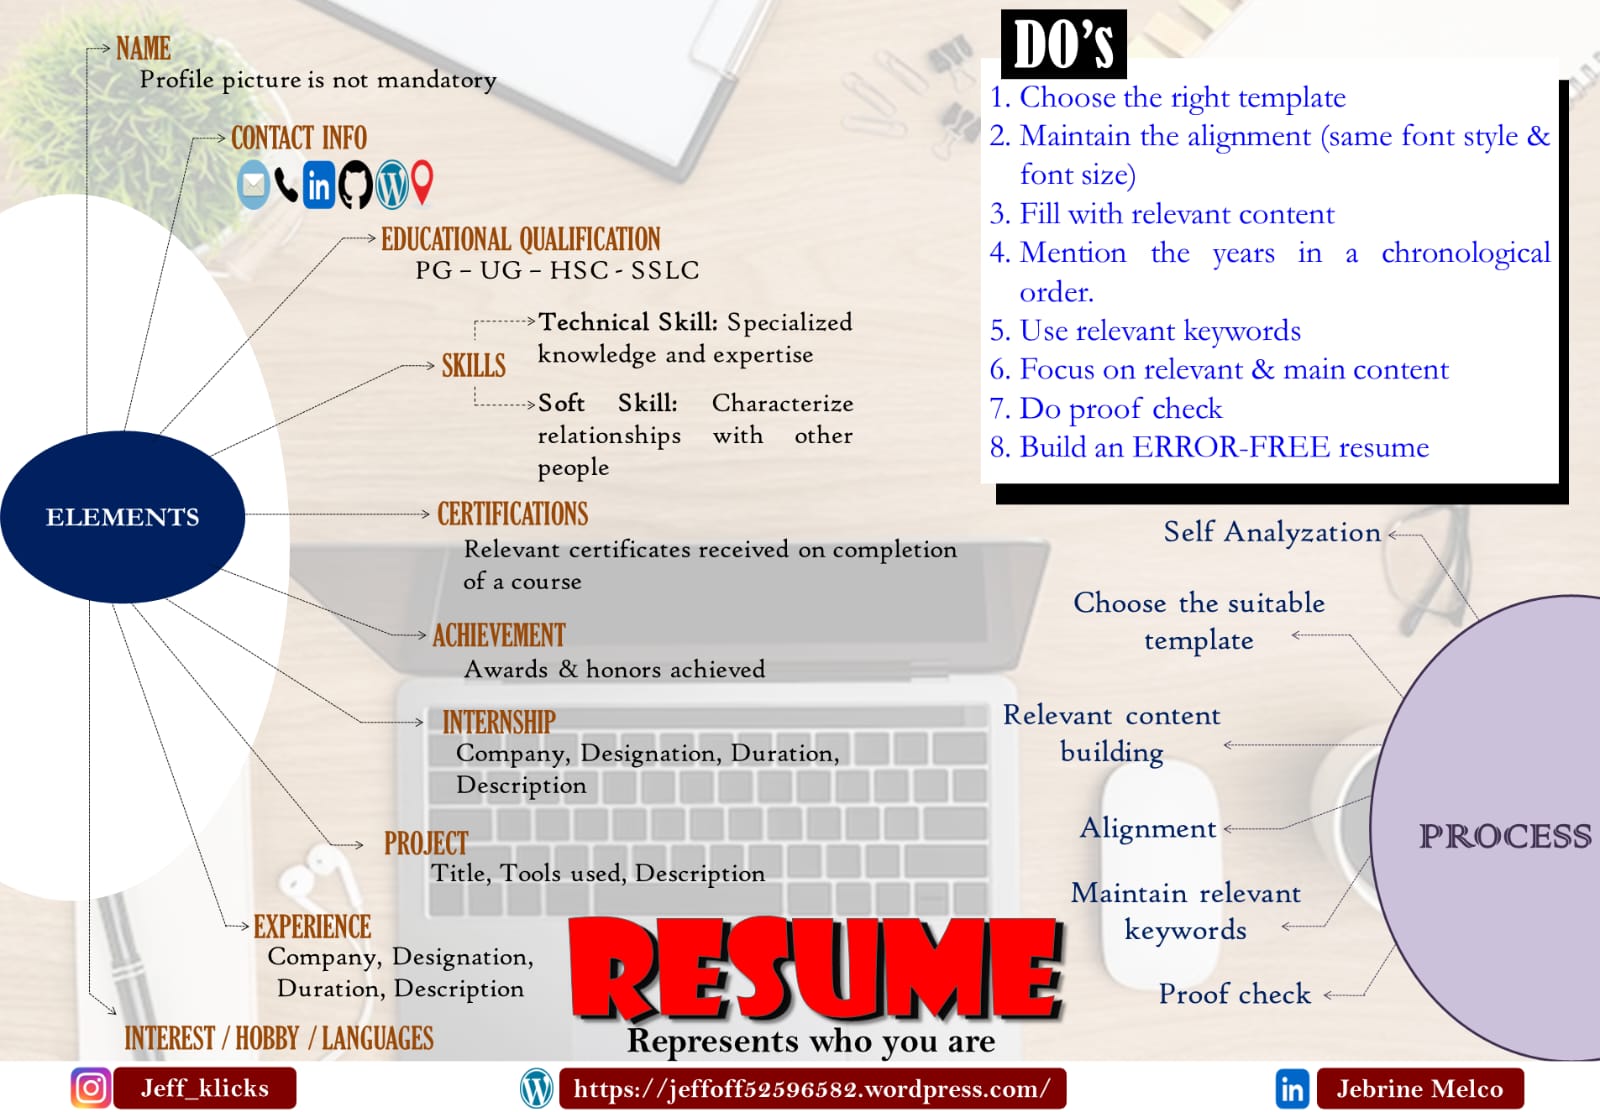 NAME
Profile picture is not mandatory
CONTACT INFO
in
EDUCATIONAL QUALIFICATION
PG – UG – HSC - SSLC
SKILLS
Technical Skill: Specialized
knowledge and expertise
Soft Skill: Characterize
relationships with other
people
ELEMENTS
CERTIFICATIONS
Relevant certificates received on completion
of a course
ACHIEVEMENT
Awards & honors achieved
INTERNSHIP
Company, Designation, Duration,
Description
PROJECT
Title, Tools used, Description
EXPERIENCE
Company, Designation,
Duration, Description
INTEREST / HOBBY / LANGUAGES
DO's
1. Choose the right template
2. Maintain the alignment (same font style &
font size)
3. Fill with relevant content
4. Mention the years in a chronological
order.
5. Use relevant keywords
6. Focus on relevant & main content
7. Do proof check
8. Build an ERROR-FREE resume
Self Analyzation
Choose the suitable
template
Relevant content
building
Alignment
PROCESS
Maintain relevant
keywords
Proof check
RESUME
Represents who you are
Jeff_klicks
https://jeffoff52596582.wordpress.com/
in
Jebrine Melco